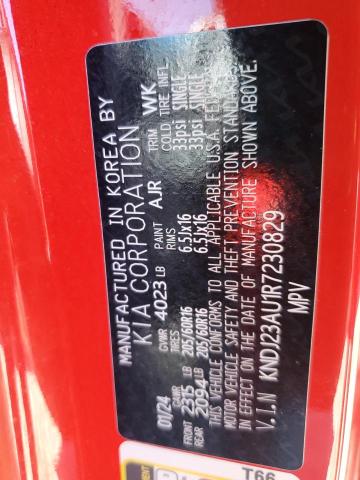 MANUFACTURED IN KOREA BY
KIA CORPORATION
01/24 GVWR 4023 LB PAINT AJR TRIM WK
GAWR TIRES RIMS COLD TIRE INFL.
FRONT 2315 LB 205/60R16 6.5Jx16 33psi SINGLE
REAR 2094 LB 205/60R16 6.5Jx16 33psi SINGLE
THIS VEHICLE CONFORMS TO ALL APPLICABLE U.S.A. FEDERAL
MOTOR VEHICLE SAFETY AND THEFT PREVENTION STANDARDS
IN EFFECT ON THE DATE OF MANUFACTURE SHOWN ABOVE.
V.I.N KNDJ23AU1R7230829
MPV
T66